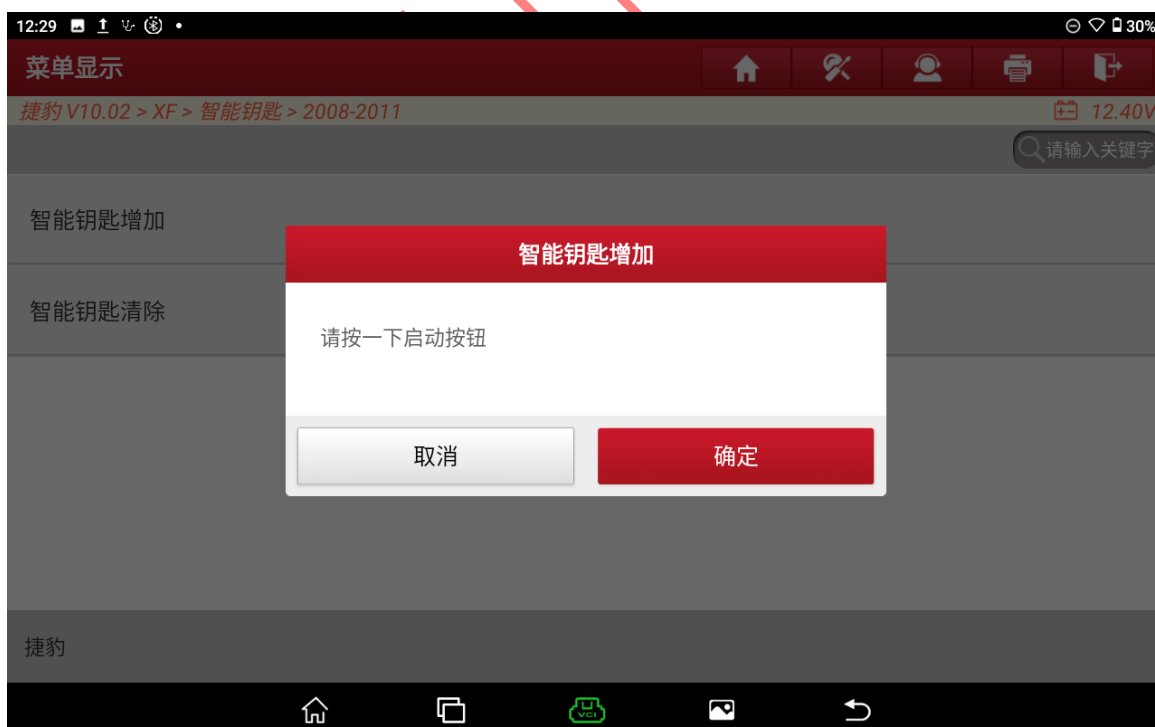 12:29
30%
菜单显示
捷豹 V10.02 > XF > 智能钥匙 > 2008-2011
12.40V
请输入关键字
智能钥匙增加
智能钥匙增加
智能钥匙清除
请按一下启动按钮
取消
确定
捷豹
VCI